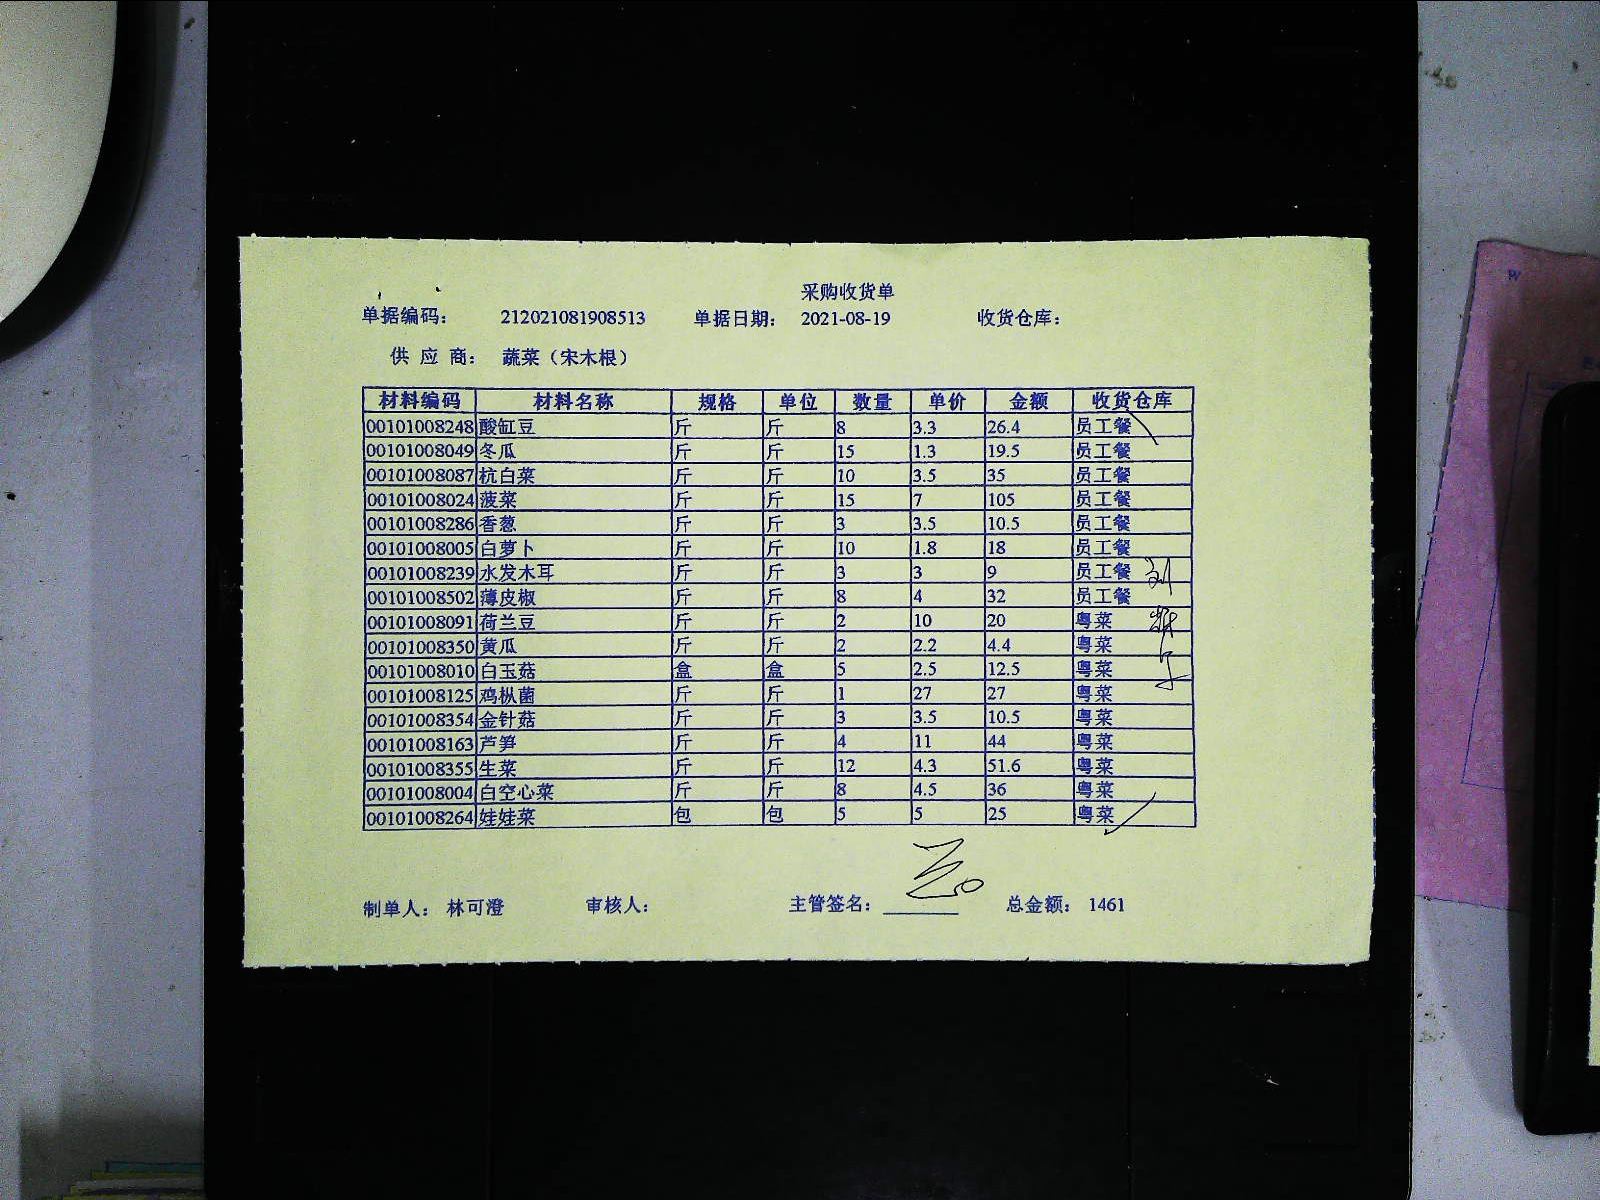 采购收货单
单据编码： 212021081908513 单据日期： 2021-08-19 收货仓库：
供 应 商： 蔬菜（宋木根）
材料编码 材料名称 规格 单位 数量 单价 金额 收货仓库
00101008248 酸缸豆 斤 斤 8 3.3 26.4 员工餐
00101008049 冬瓜 斤 斤 15 1.3 19.5 员工餐
00101008087 杭白菜 斤 斤 10 3.5 35 员工餐
00101008024 菠菜 斤 斤 15 7 105 员工餐
00101008286 香葱 斤 斤 3 3.5 10.5 员工餐
00101008005 白萝卜 斤 斤 10 1.8 18 员工餐
00101008239 水发木耳 斤 斤 3 3 9 员工餐
00101008502 薄皮椒 斤 斤 8 4 32 员工餐
00101008091 荷兰豆 斤 斤 2 10 20 粤菜
00101008350 黄瓜 斤 斤 2 2.2 4.4 粤菜
00101008010 白玉菇 盒 盒 5 2.5 12.5 粤菜
00101008125 鸡枞菌 斤 斤 1 27 27 粤菜
00101008354 金针菇 斤 斤 3 3.5 10.5 粤菜
00101008163 芦笋 斤 斤 4 11 44 粤菜
00101008355 生菜 斤 斤 12 4.3 51.6 粤菜
00101008004 白空心菜 斤 斤 8 4.5 36 粤菜
00101008264 娃娃菜 包 包 5 5 25 粤菜
制单人： 林可澄 审核人： 主管签名： 总金额： 1461